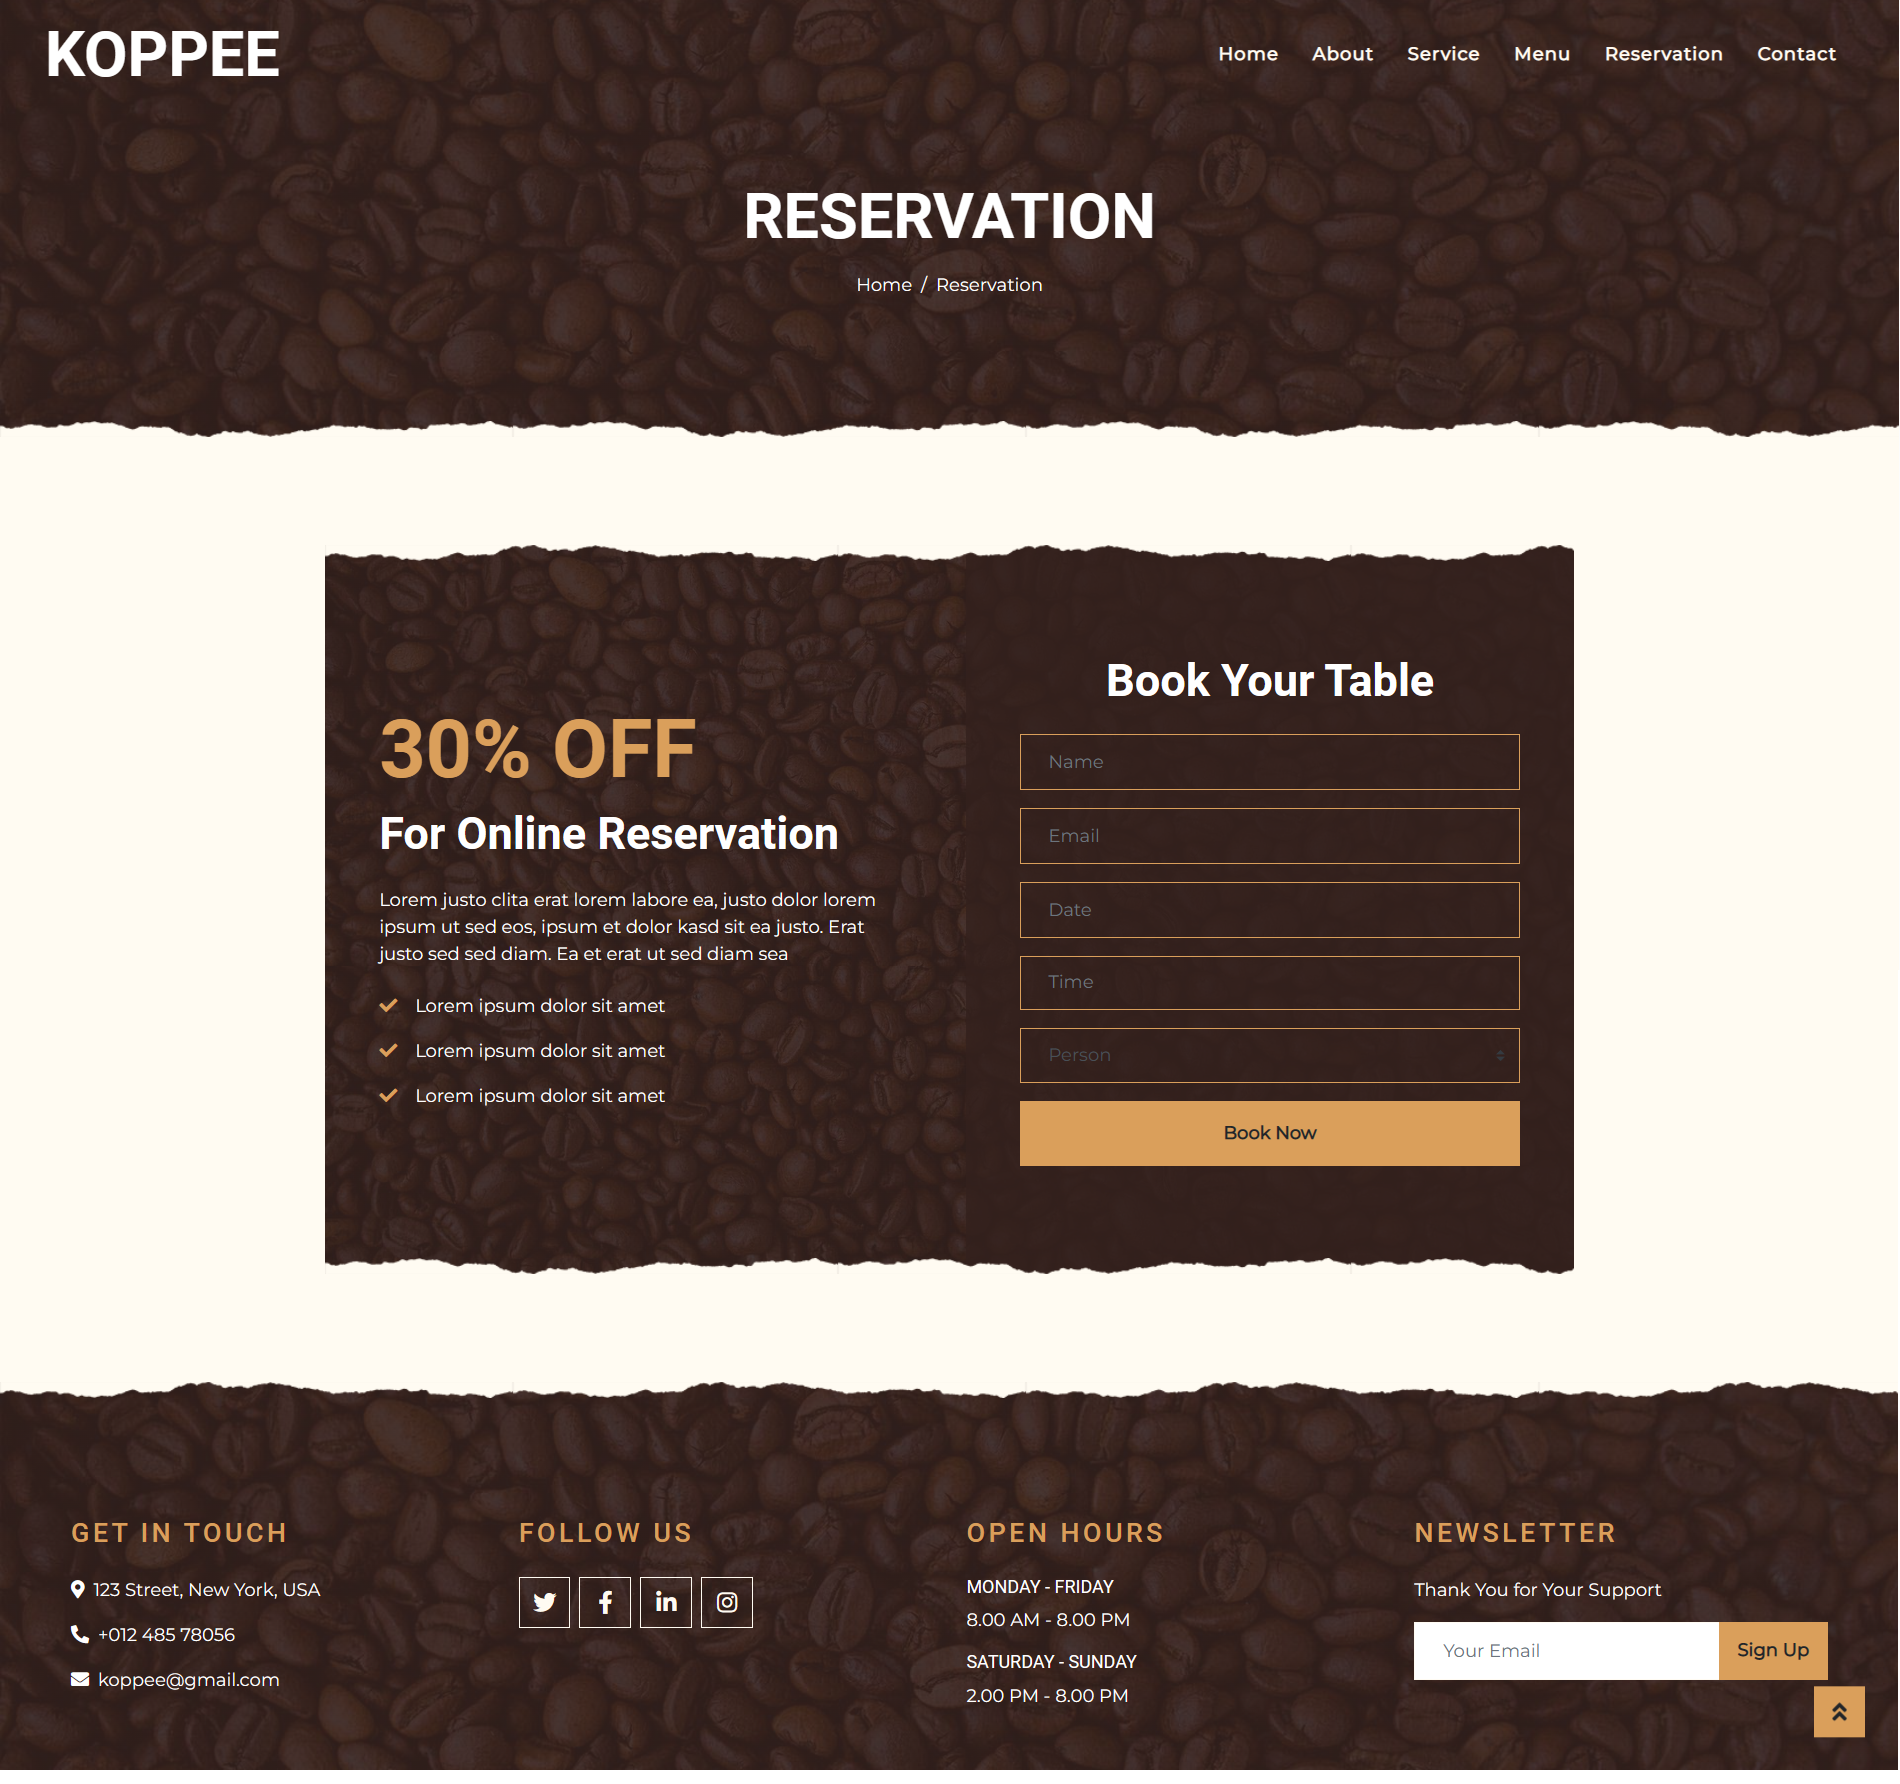 KOPPEE
Home About Service Menu Reservation Contact
RESERVATION
Home / Reservation
30% OFF
For Online Reservation
Lorem justo clita erat lorem labore ea, justo dolor lorem
ipsum ut sed eos, ipsum et dolor kasd sit ea justo. Erat
justo sed sed diam. Ea et erat ut sed diam sea
Lorem ipsum dolor sit amet
Lorem ipsum dolor sit amet
Lorem ipsum dolor sit amet
Book Your Table
Name
Email
Date
Time
Person
Book Now
GET IN TOUCH
123 Street, New York, USA
+012 485 78056
koppee@gmail.com
FOLLOW US
OPEN HOURS
MONDAY - FRIDAY
8.00 AM - 8.00 PM
SATURDAY - SUNDAY
2.00 PM - 8.00 PM
NEWSLETTER
Thank You for Your Support
Your Email
Sign Up